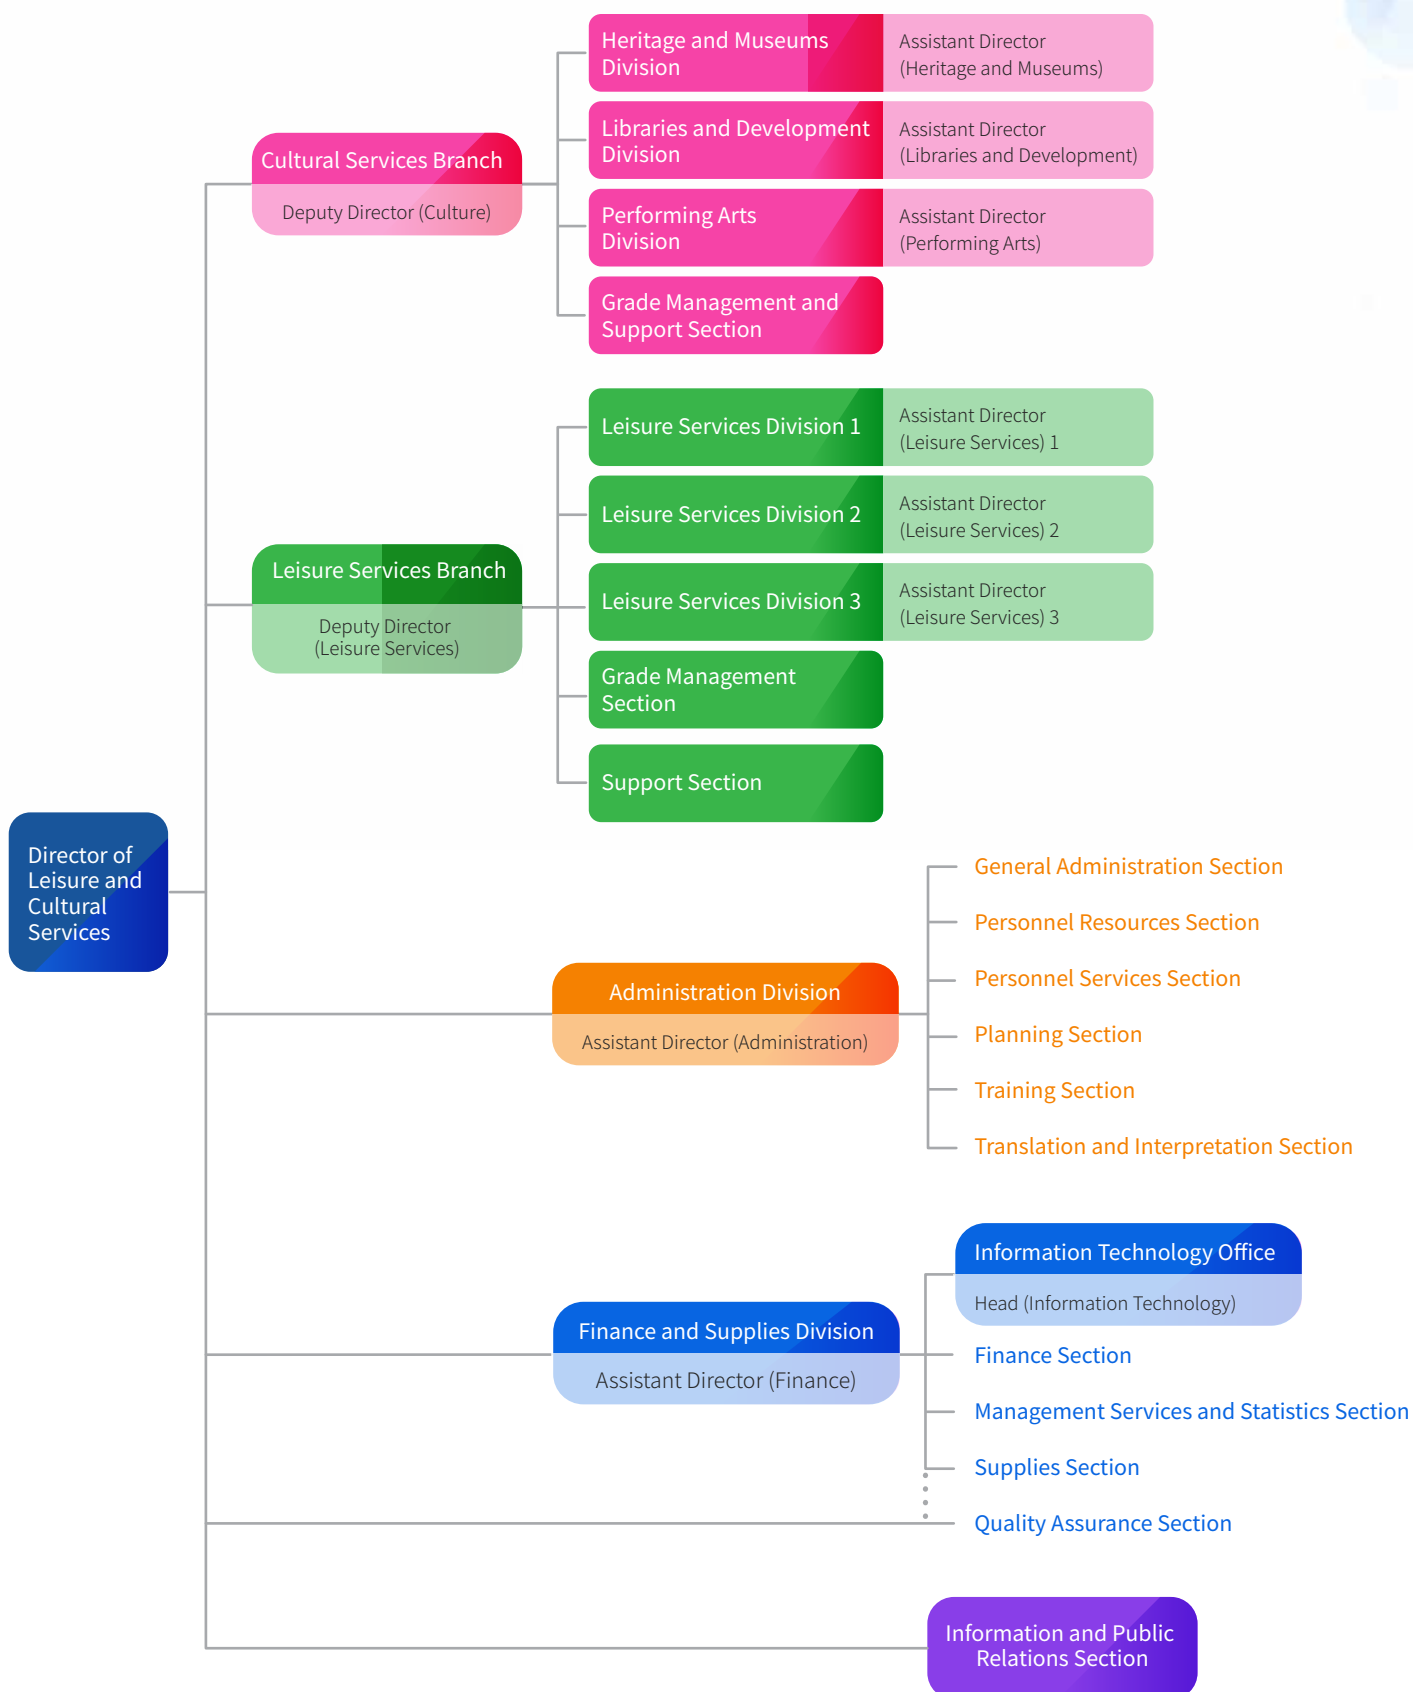 Director of
Leisure and
Cultural
Services
Cultural Services Branch
Deputy Director (Culture)
Heritage and Museums
Division
Assistant Director
(Heritage and Museums)
Libraries and Development
Division
Assistant Director
(Libraries and Development)
Performing Arts
Division
Assistant Director
(Performing Arts)
Grade Management and
Support Section
Leisure Services Branch
Deputy Director
(Leisure Services)
Leisure Services Division 1
Assistant Director
(Leisure Services) 1
Leisure Services Division 2
Assistant Director
(Leisure Services) 2
Leisure Services Division 3
Assistant Director
(Leisure Services) 3
Grade Management
Section
Support Section
Administration Division
Assistant Director (Administration)
General Administration Section
Personnel Resources Section
Personnel Services Section
Planning Section
Training Section
Translation and Interpretation Section
Finance and Supplies Division
Assistant Director (Finance)
Information Technology Office
Head (Information Technology)
Finance Section
Management Services and Statistics Section
Supplies Section
Quality Assurance Section
Information and Public
Relations Section